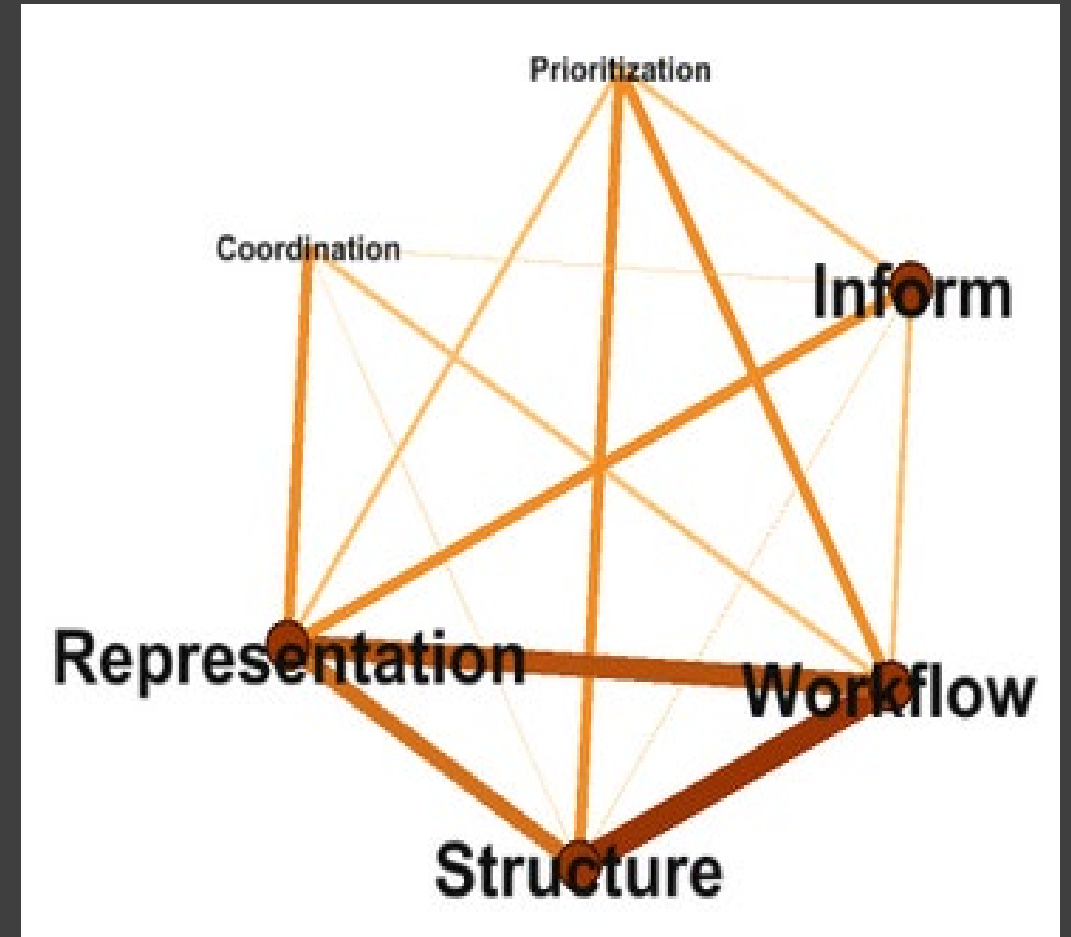 Prioritization
Coordination
Inform
Representation
Workflow
Structure